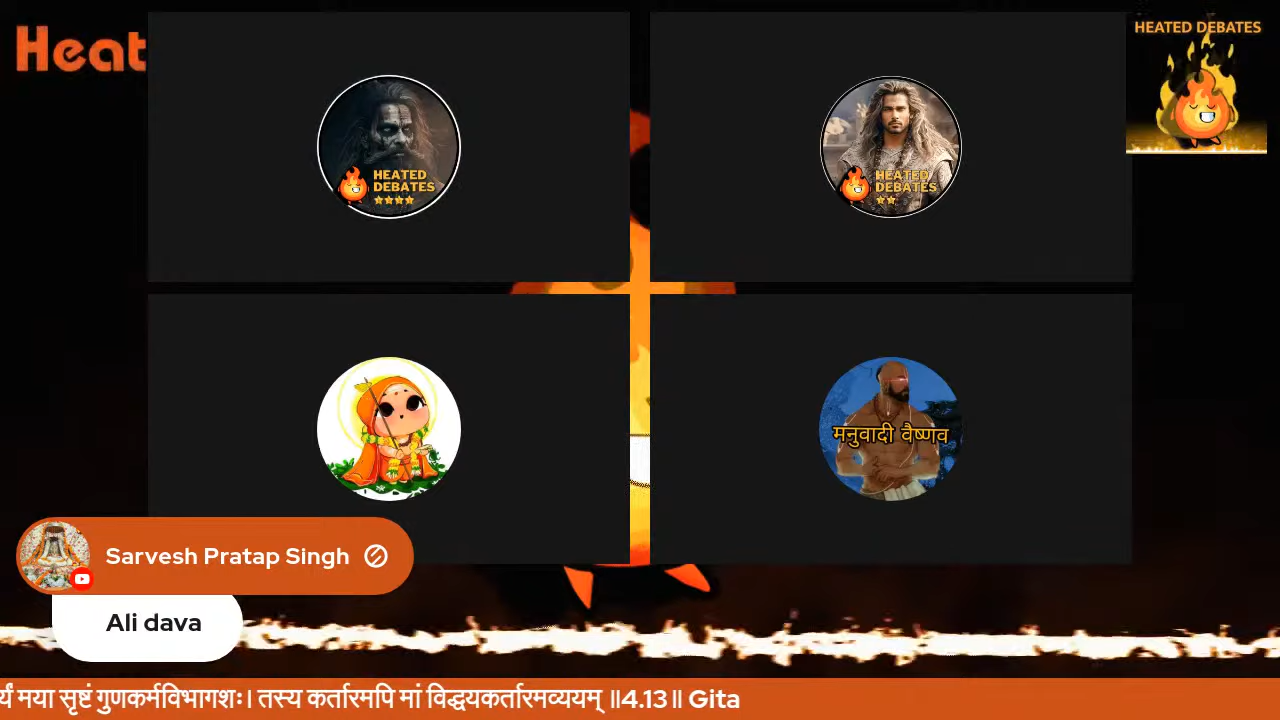 Heat
HEATED DEBATES
HEATED
DEBATES
HEATED
DEBATES
मनुवादी वैष्णव
Sarvesh Pratap Singh
Ali dava
र्यं मया सृष्टं गुणकर्मविभागशः। तस्य कर्तारमपि मां विद्धयकर्तारमव्ययम् ॥4.13॥ Gita